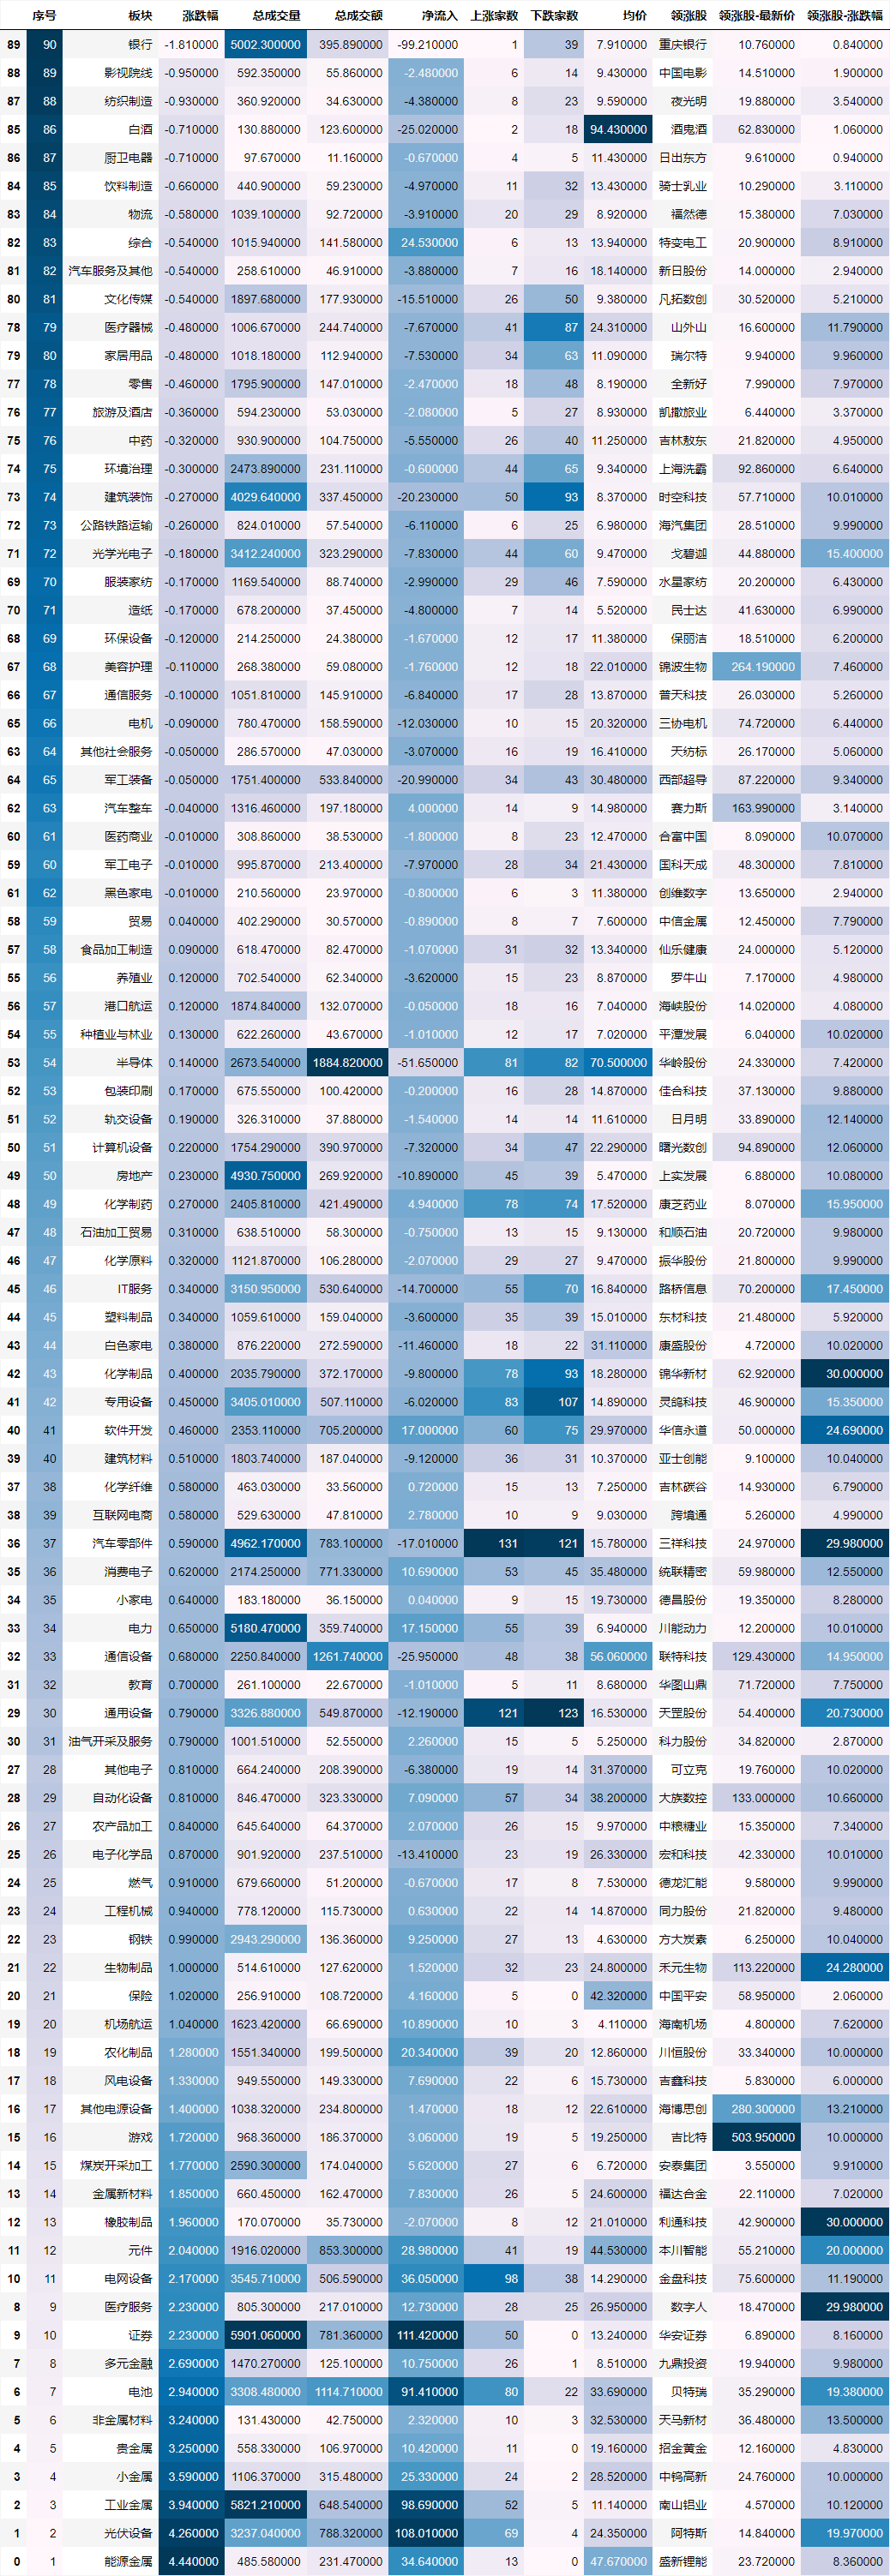 序号 板块 涨跌幅 总成交量 总成交额 净流入 上涨家数 下跌家数 均价 领涨股 领涨股-最新价 领涨股-涨跌幅
89 90 银行 -1.810000 5002.300000 395.890000 -99.210000 1 39 7.910000 重庆银行 10.760000 0.840000
88 89 影视院线 -0.950000 592.350000 55.860000 -2.480000 6 14 9.430000 中国电影 14.510000 1.900000
87 88 纺织制造 -0.930000 360.920000 34.630000 -4.380000 8 23 9.590000 夜光明 19.880000 3.540000
85 86 白酒 -0.710000 130.880000 123.600000 -25.020000 2 18 94.430000 酒鬼酒 62.830000 1.060000
86 87 厨卫电器 -0.710000 97.670000 11.160000 -0.670000 4 5 11.430000 日出东方 9.610000 0.940000
84 85 饮料制造 -0.660000 440.900000 59.230000 -4.970000 11 32 13.430000 骑士乳业 10.290000 3.110000
83 84 物流 -0.580000 1039.100000 92.720000 -3.910000 20 29 8.920000 福然德 15.380000 7.030000
82 83 综合 -0.540000 1015.940000 141.580000 24.530000 6 13 13.940000 特变电工 20.900000 8.910000
81 82 汽车服务及其他 -0.540000 258.610000 46.910000 -3.880000 7 16 18.140000 新日股份 14.000000 2.940000
80 81 文化传媒 -0.540000 1897.680000 177.930000 -15.510000 26 50 9.380000 凡拓数创 30.520000 5.210000
78 79 医疗器械 -0.480000 1006.670000 244.740000 -7.670000 41 87 24.310000 山外山 16.600000 11.790000
79 80 家居用品 -0.480000 1018.180000 112.940000 -7.530000 34 63 11.090000 瑞尔特 9.940000 9.960000
77 78 零售 -0.460000 1795.900000 147.010000 -2.470000 18 48 8.190000 全新好 7.990000 7.970000
76 77 旅游及酒店 -0.360000 594.230000 53.030000 -2.080000 5 27 8.930000 凯撒旅业 6.440000 3.370000
75 76 中药 -0.320000 930.900000 104.750000 -5.550000 26 40 11.250000 吉林敖东 21.820000 4.950000
74 75 环境治理 -0.300000 2473.890000 231.110000 -0.600000 44 65 9.340000 上海洗霸 92.860000 6.640000
73 74 建筑装饰 -0.270000 4029.640000 337.450000 -20.230000 50 93 8.370000 时空科技 57.710000 10.010000
72 73 公路铁路运输 -0.260000 824.010000 57.540000 -6.110000 6 25 6.980000 海汽集团 28.510000 9.990000
71 72 光学光电子 -0.180000 3412.240000 323.290000 -7.830000 44 60 9.470000 戈碧迦 44.880000 15.400000
69 70 服装家纺 -0.170000 1169.540000 88.740000 -2.990000 29 46 7.590000 水星家纺 20.200000 6.430000
70 71 造纸 -0.170000 678.200000 37.450000 -4.800000 7 14 5.520000 民士达 41.630000 6.990000
68 69 环保设备 -0.120000 214.250000 24.380000 -1.670000 12 17 11.380000 保丽洁 18.510000 6.200000
67 68 美容护理 -0.110000 268.380000 59.080000 -1.760000 12 18 22.010000 锦波生物 264.190000 7.460000
66 67 通信服务 -0.100000 1051.810000 145.910000 -6.840000 17 28 13.870000 普天科技 26.030000 5.260000
65 66 电机 -0.090000 780.470000 158.590000 -12.030000 10 15 20.320000 三协电机 74.720000 6.440000
63 64 其他社会服务 -0.050000 286.570000 47.030000 -3.070000 16 19 16.410000 天纺标 26.170000 5.060000
64 65 军工装备 -0.050000 1751.400000 533.840000 -20.990000 34 43 30.480000 西部超导 87.220000 9.340000
62 63 汽车整车 -0.040000 1316.460000 197.180000 4.000000 14 9 14.980000 赛力斯 163.990000 3.140000
60 61 医药商业 -0.010000 308.860000 38.530000 -1.800000 8 23 12.470000 合富中国 8.090000 10.070000
59 60 军工电子 -0.010000 995.870000 213.400000 -7.970000 28 34 21.430000 国科天成 48.300000 7.810000
61 62 黑色家电 -0.010000 210.560000 23.970000 -0.800000 6 3 11.380000 创维数字 13.650000 2.940000
58 59 贸易 0.040000 402.290000 30.570000 -0.890000 8 7 7.600000 中信金属 12.450000 7.790000
57 58 食品加工制造 0.090000 618.470000 82.470000 -1.070000 31 32 13.340000 仙乐健康 24.000000 5.120000
55 56 养殖业 0.120000 702.540000 62.340000 -3.620000 15 23 8.870000 罗牛山 7.170000 4.980000
56 57 港口航运 0.120000 1874.840000 132.070000 -0.050000 18 16 7.040000 海峡股份 14.020000 4.080000
54 55 种植业与林业 0.130000 622.260000 43.670000 -1.010000 12 17 7.020000 平潭发展 6.040000 10.020000
53 54 半导体 0.140000 2673.540000 1884.820000 -51.650000 81 82 70.500000 华岭股份 24.330000 7.420000
52 53 包装印刷 0.170000 675.550000 100.420000 -0.200000 16 28 14.870000 佳合科技 37.130000 9.880000
51 52 轨交设备 0.190000 326.310000 37.880000 -1.540000 14 14 11.610000 日月明 33.890000 12.140000
50 51 计算机设备 0.220000 1754.290000 390.970000 -7.320000 34 47 22.290000 曙光数创 94.890000 12.060000
49 50 房地产 0.230000 4930.750000 269.920000 -10.890000 45 39 5.470000 上实发展 6.880000 10.080000
48 49 化学制药 0.270000 2405.810000 421.490000 4.940000 78 74 17.520000 康芝药业 8.070000 15.950000
47 48 石油加工贸易 0.310000 638.510000 58.300000 -0.750000 13 15 9.130000 和顺石油 20.720000 9.980000
46 47 化学原料 0.320000 1121.870000 106.280000 -2.070000 29 27 9.470000 振华股份 21.800000 9.990000
45 46 IT服务 0.340000 3150.950000 530.640000 -14.700000 55 70 16.840000 路桥信息 70.200000 17.450000
44 45 塑料制品 0.340000 1059.610000 159.040000 -3.600000 35 39 15.010000 东材科技 21.480000 5.920000
43 44 白色家电 0.380000 876.220000 272.590000 -11.460000 18 22 31.110000 康盛股份 4.720000 10.020000
42 43 化学制品 0.400000 2035.790000 372.170000 -9.800000 78 93 18.280000 锦华新材 62.920000 30.000000
41 42 专用设备 0.450000 3405.010000 507.110000 -6.020000 83 107 14.890000 灵鸽科技 46.900000 15.350000
40 41 软件开发 0.460000 2353.110000 705.200000 17.000000 60 75 29.970000 华信永道 50.000000 24.690000
39 40 建筑材料 0.510000 1803.740000 187.040000 -9.120000 36 31 10.370000 亚士创能 9.100000 10.040000
37 38 化学纤维 0.580000 463.030000 33.560000 0.720000 15 13 7.250000 吉林碳谷 14.930000 6.790000
38 39 互联网电商 0.580000 529.630000 47.810000 2.780000 10 9 9.030000 跨境通 5.260000 4.990000
36 37 汽车零部件 0.590000 4962.170000 783.100000 -17.010000 131 121 15.780000 三祥科技 24.970000 29.980000
35 36 消费电子 0.620000 2174.250000 771.330000 10.690000 53 45 35.480000 统联精密 59.980000 12.550000
34 35 小家电 0.640000 183.180000 36.150000 0.040000 9 15 19.730000 德昌股份 19.350000 8.280000
33 34 电力 0.650000 5180.470000 359.740000 17.150000 55 39 6.940000 川能动力 12.200000 10.010000
32 33 通信设备 0.680000 2250.840000 1261.740000 -25.950000 48 38 56.060000 联特科技 129.430000 14.950000
31 32 教育 0.700000 261.100000 22.670000 -1.010000 5 11 8.680000 华图山鼎 71.720000 7.750000
29 30 通用设备 0.790000 3326.880000 549.870000 -12.190000 121 123 16.530000 天罡股份 54.400000 20.730000
30 31 油气开采及服务 0.790000 1001.510000 52.550000 2.260000 15 5 5.250000 科力股份 34.820000 2.870000
27 28 其他电子 0.810000 664.240000 208.390000 -6.380000 19 14 31.370000 可立克 19.760000 10.020000
28 29 自动化设备 0.810000 846.470000 323.330000 7.090000 57 34 38.200000 大族数控 133.000000 10.660000
26 27 农产品加工 0.840000 645.640000 64.370000 2.070000 26 15 9.970000 中粮糖业 15.350000 7.340000
25 26 电子化学品 0.870000 901.920000 237.510000 -13.410000 23 19 26.330000 宏和科技 42.330000 10.010000
24 25 燃气 0.910000 679.660000 51.200000 -0.670000 17 8 7.530000 德龙汇能 9.580000 9.990000
23 24 工程机械 0.940000 778.120000 115.730000 0.630000 22 14 14.870000 同力股份 21.820000 9.480000
22 23 钢铁 0.990000 2943.290000 136.360000 9.250000 27 13 4.630000 方大炭素 6.250000 10.040000
21 22 生物制品 1.000000 514.610000 127.620000 1.520000 32 23 24.800000 禾元生物 113.220000 24.280000
20 21 保险 1.020000 256.910000 108.720000 4.160000 5 0 42.320000 中国平安 58.950000 2.060000
19 20 机场航运 1.040000 1623.420000 66.690000 10.890000 10 3 4.110000 海南机场 4.800000 7.620000
18 19 农化制品 1.280000 1551.340000 199.500000 20.340000 39 20 12.860000 川恒股份 33.340000 10.000000
17 18 风电设备 1.330000 949.550000 149.330000 7.690000 22 6 15.730000 吉鑫科技 5.830000 6.000000
16 17 其他电源设备 1.400000 1038.320000 234.800000 1.470000 18 12 22.610000 海博思创 280.300000 13.210000
15 16 游戏 1.720000 968.360000 186.370000 3.060000 19 5 19.250000 吉比特 503.950000 10.000000
14 15 煤炭开采加工 1.770000 2590.300000 174.040000 5.620000 27 6 6.720000 安泰集团 3.550000 9.910000
13 14 金属新材料 1.850000 660.450000 162.470000 7.830000 26 5 24.600000 福达合金 22.110000 7.020000
12 13 橡胶制品 1.960000 170.070000 35.730000 -2.070000 8 12 21.010000 利通科技 42.900000 30.000000
11 12 元件 2.040000 1916.020000 853.300000 28.980000 41 19 44.530000 本川智能 55.210000 20.000000
10 11 电网设备 2.170000 3545.710000 506.590000 36.050000 98 38 14.290000 金盘科技 75.600000 11.190000
8 9 医疗服务 2.230000 805.300000 217.010000 12.730000 28 25 26.950000 数字人 18.470000 29.980000
9 10 证券 2.230000 5901.060000 781.360000 111.420000 50 0 13.240000 华安证券 6.890000 8.160000
7 8 多元金融 2.690000 1470.270000 125.100000 10.750000 26 1 8.510000 九鼎投资 19.940000 9.980000
6 7 电池 2.940000 3308.480000 1114.710000 91.410000 80 22 33.690000 贝特瑞 35.290000 19.380000
5 6 非金属材料 3.240000 131.430000 42.750000 2.320000 10 3 32.530000 天马新材 36.480000 13.500000
4 5 贵金属 3.250000 558.330000 106.970000 10.420000 11 0 19.160000 招金黄金 12.160000 4.830000
3 4 小金属 3.590000 1106.370000 315.480000 25.330000 24 2 28.520000 中钨高新 24.760000 10.000000
2 3 工业金属 3.940000 5821.210000 648.540000 98.690000 52 5 11.140000 南山铝业 4.570000 10.120000
1 2 光伏设备 4.260000 3237.040000 788.320000 108.010000 69 4 24.350000 阿特斯 14.840000 19.970000
0 1 能源金属 4.440000 485.580000 231.470000 34.640000 13 0 47.670000 盛新锂能 23.720000 8.360000